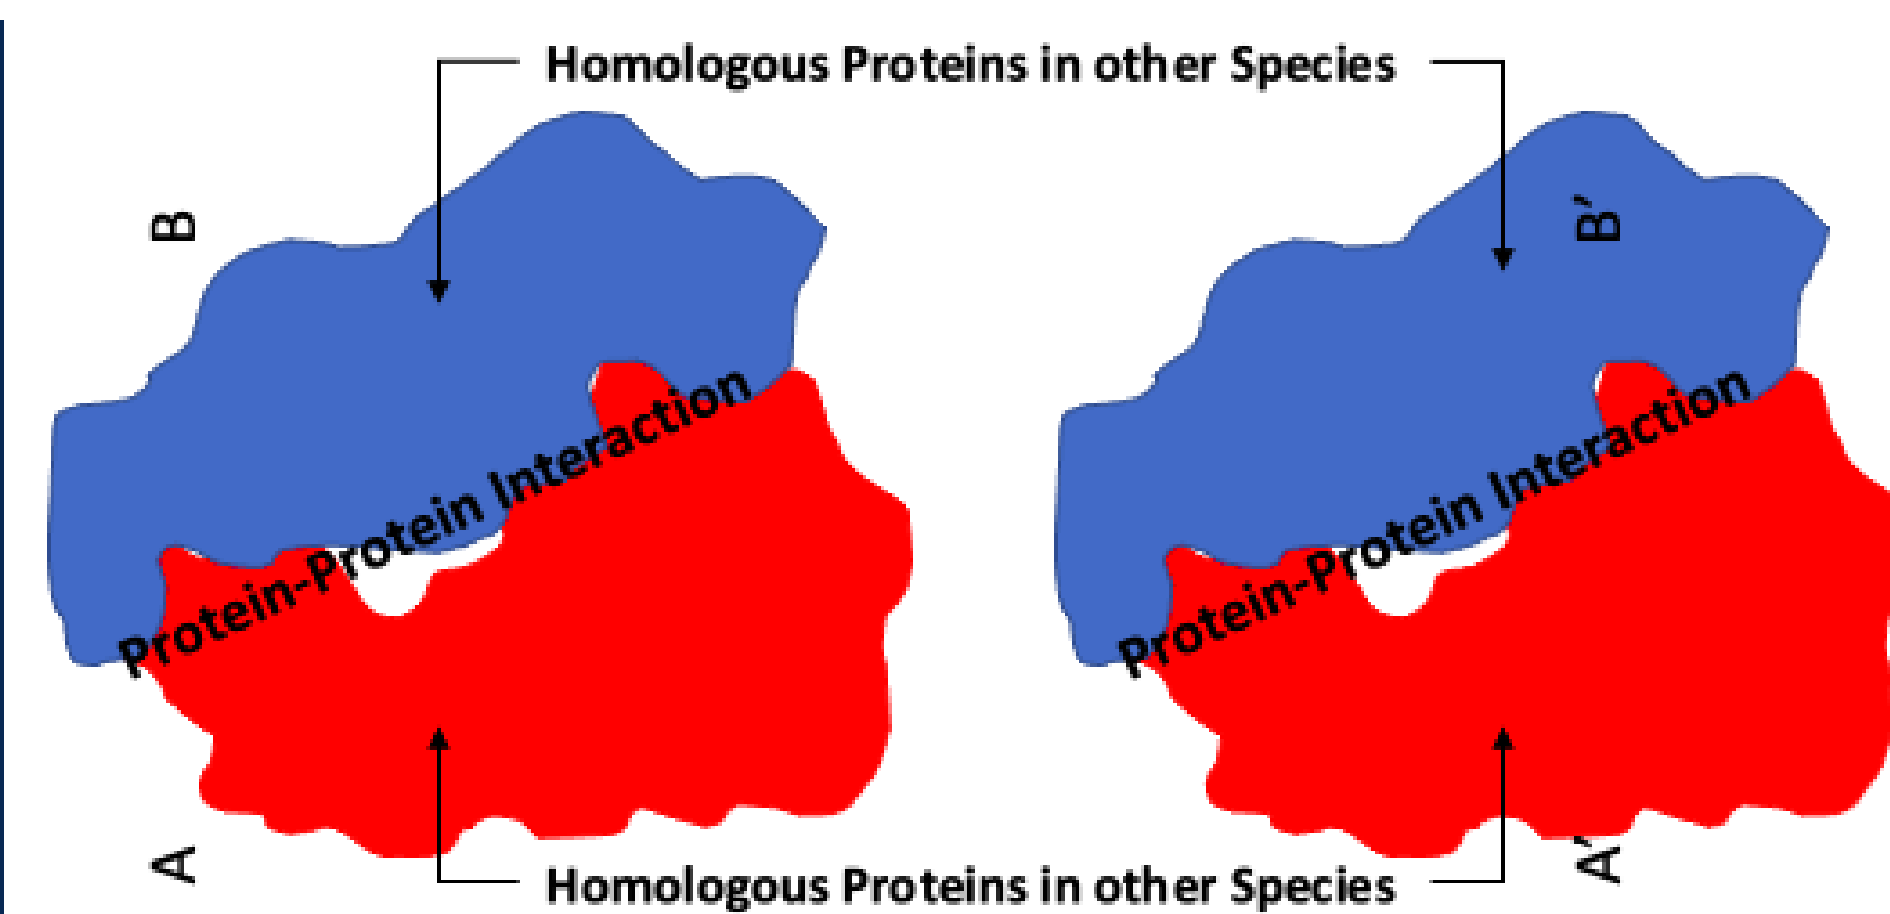 Homologous Proteins in other Species
B
B′
Protein-Protein Interaction
Protein-Protein Interaction
A
A′
Homologous Proteins in other Species